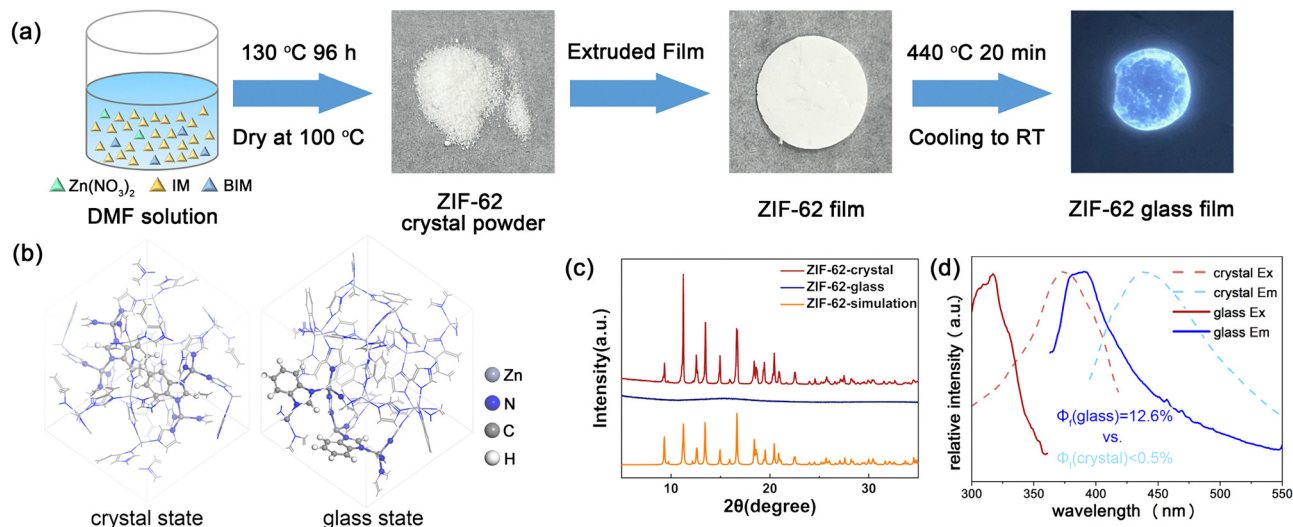 (a)
130 °C 96 h
Dry at 100 °C
Extruded Film
440 °C 20 min
Cooling to RT
Zn(NO₃)₂ IM BIM
DMF solution
ZIF-62
crystal powder
ZIF-62 film
ZIF-62 glass film
(b)
Zn
N
C
H
crystal state
glass state
(c)
ZIF-62-crystal
ZIF-62-glass
ZIF-62-simulation
Intensity(a.u.)
10 20 30
2θ(degree)
(d)
crystal Ex
crystal Em
glass Ex
glass Em
relative intensity (a.u.)
Φf(glass)=12.6%
vs.
Φf(crystal)<0.5%
300 350 400 450 500 550
wavelength (nm)